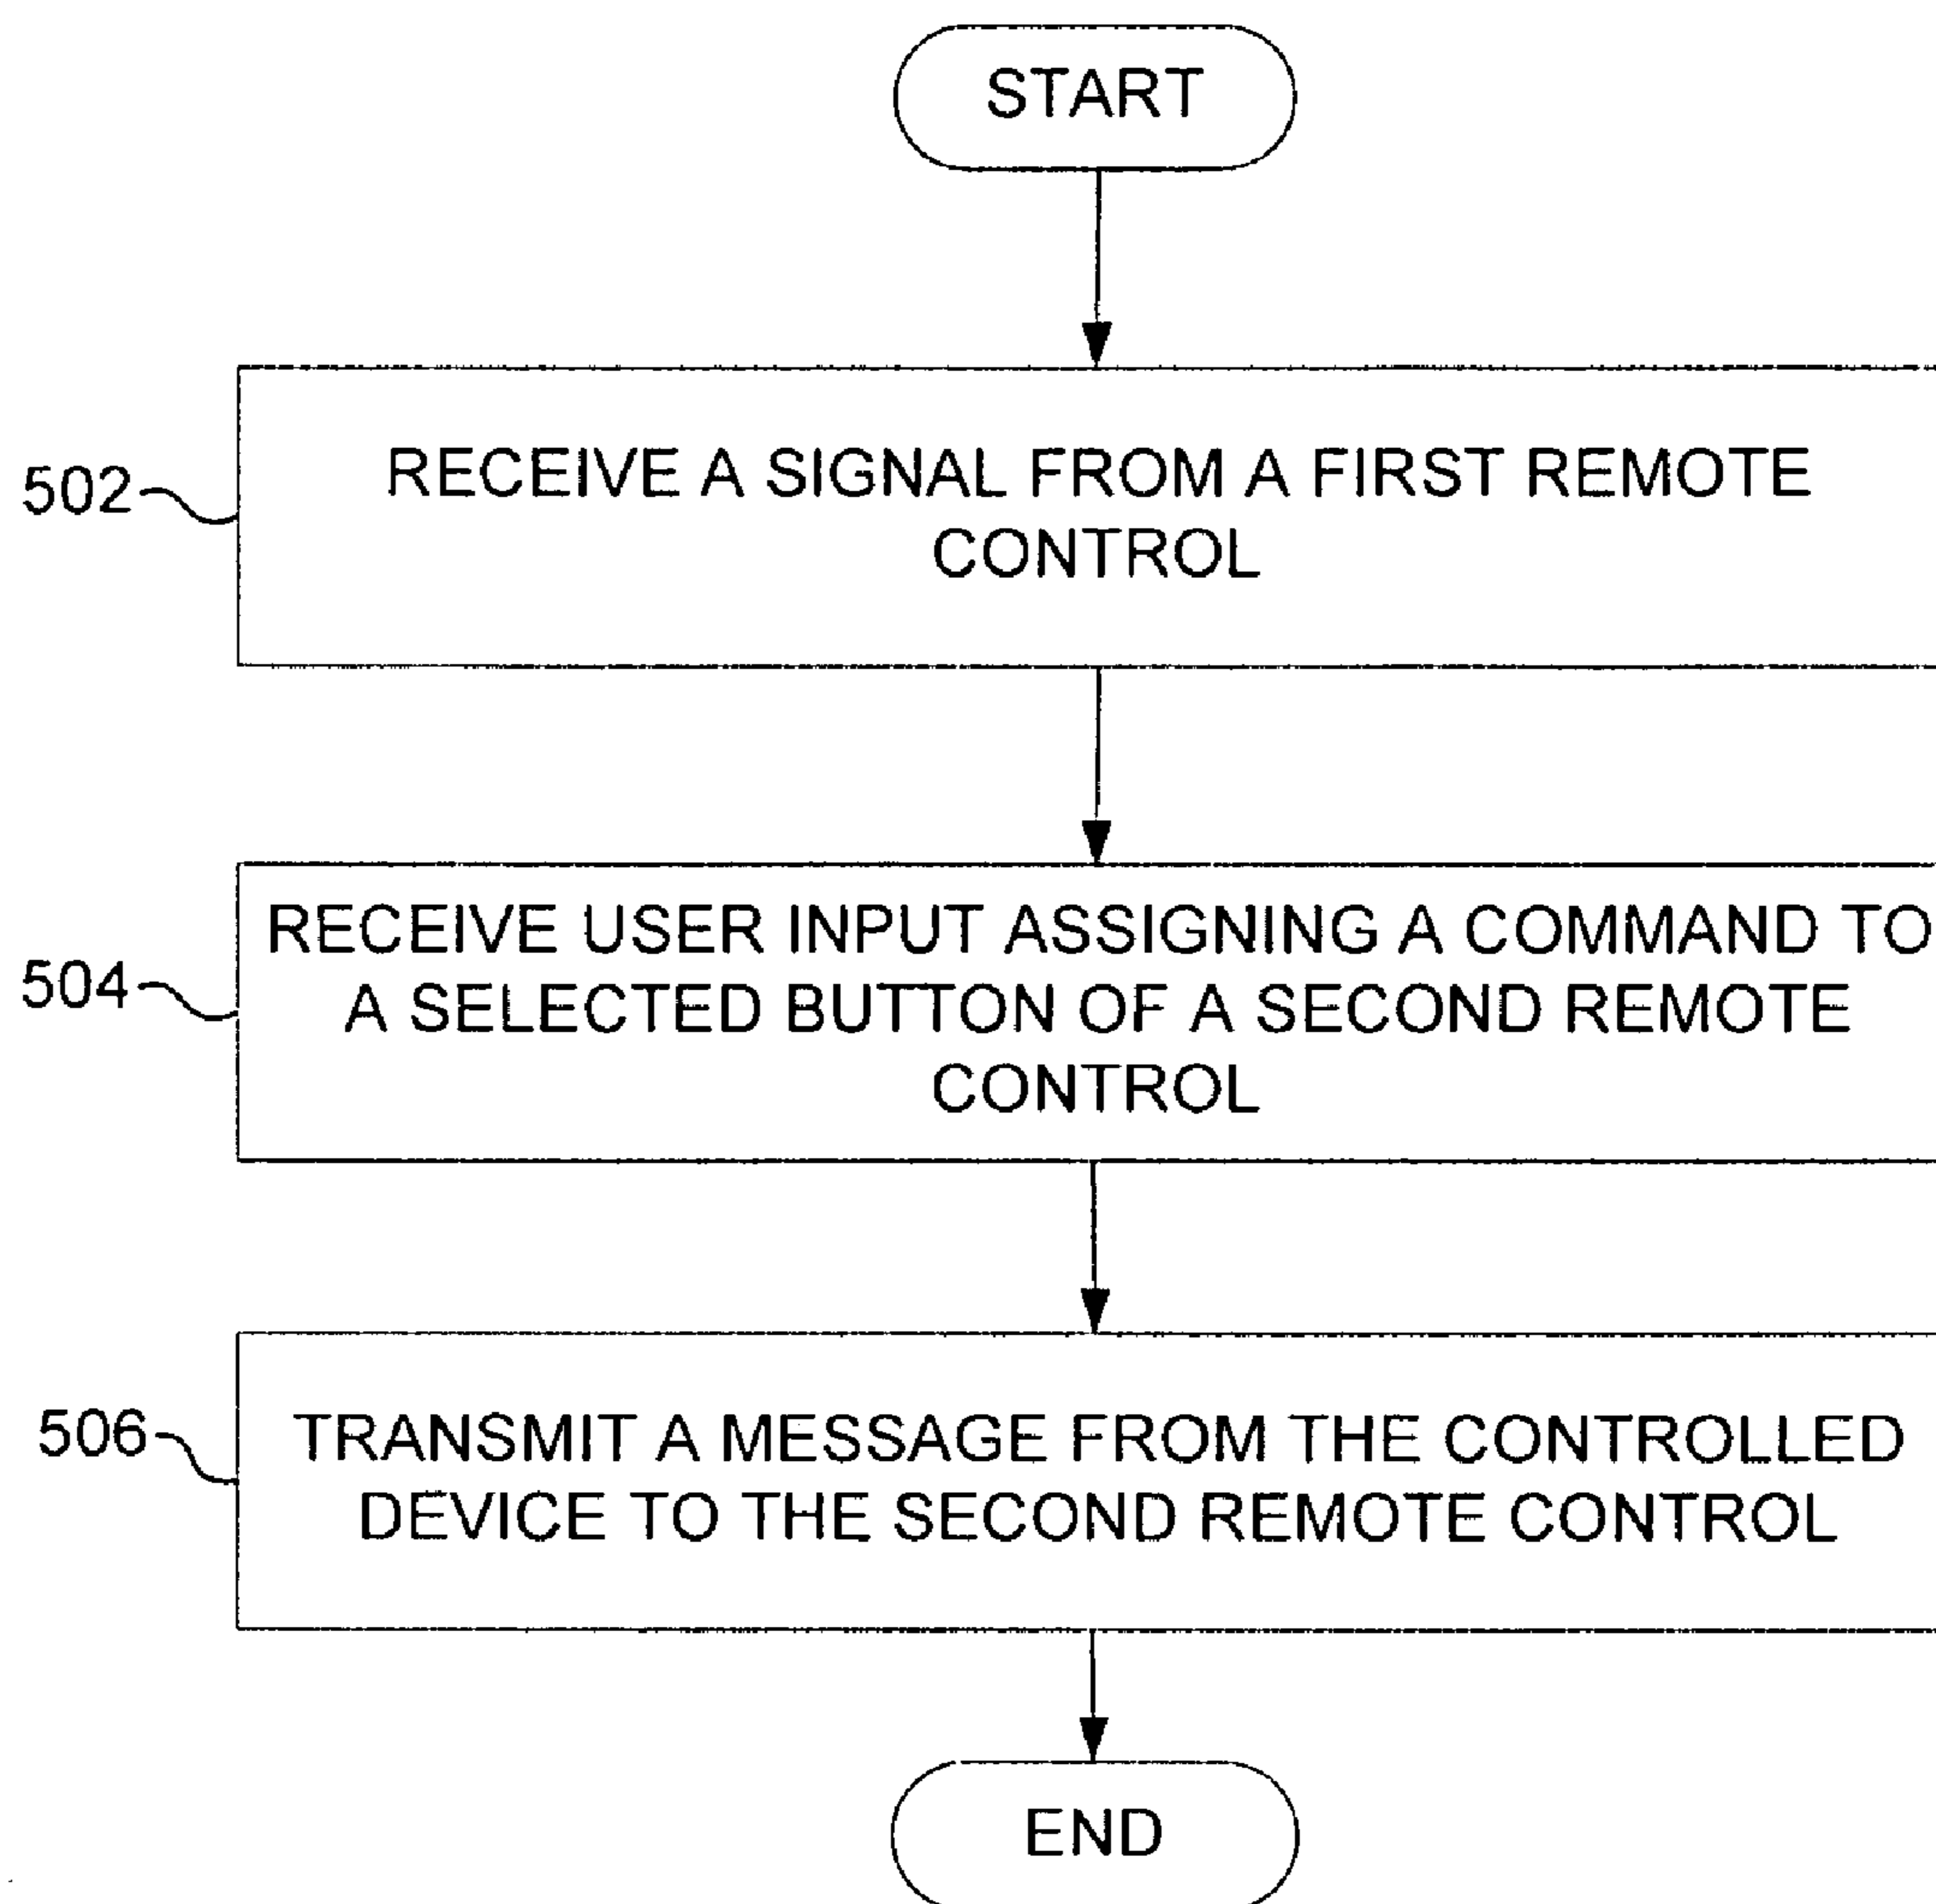 START
502
RECEIVE A SIGNAL FROM A FIRST REMOTE
CONTROL
504
RECEIVE USER INPUT ASSIGNING A COMMAND TO
A SELECTED BUTTON OF A SECOND REMOTE
CONTROL
506
TRANSMIT A MESSAGE FROM THE CONTROLLED
DEVICE TO THE SECOND REMOTE CONTROL
END